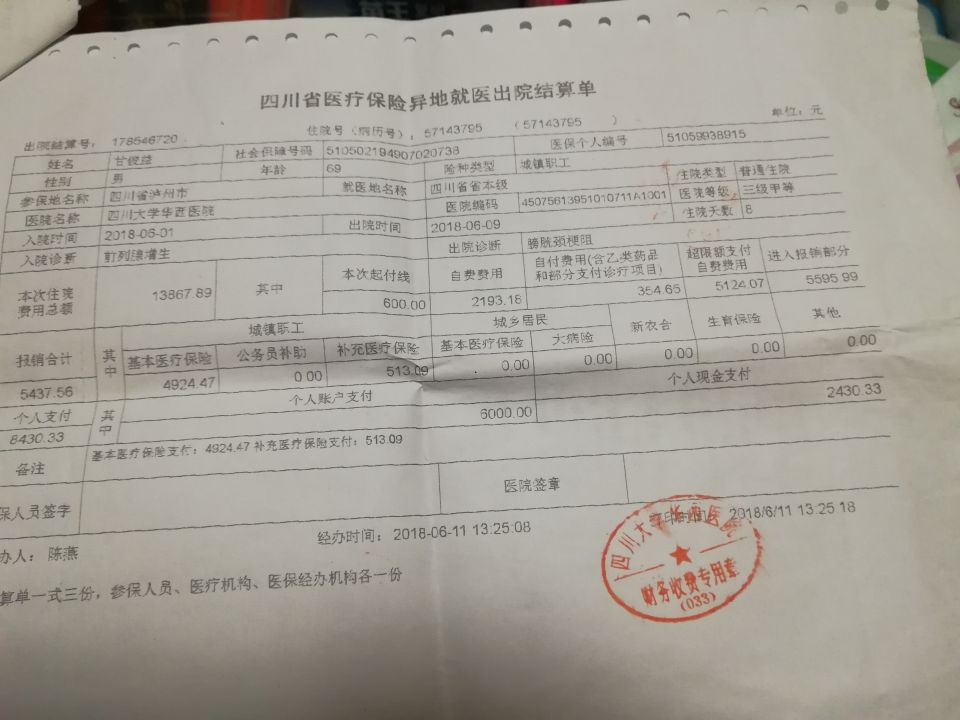 四川省医疗保险异地就医出院结算单
出院结算号： 178546720 住院号（病历号）：57143795 （57143795 ） 单位：元
姓名 甘俊益 社会保障号码 510502194907020738 医保个人编号 51059938915
性别 男 年龄 69 险种类型 城镇职工 住院类型 普通住院
参保地名称 四川省泸州市 就医地名称 四川省省本级 医院等级 三级甲等
医院名称 四川大学华西医院 医院编码 45075613951010711A1001 住院天数 8
入院时间 2018-06-01 出院时间 2018-06-09
入院诊断 前列腺增生 出院诊断 膀胱颈梗阻
本次住院费用总额 13867.89 其中 本次起付线 自费费用 自付费用(含乙类药品和部分支付诊疗项目) 超限额支付自费费用 进入报销部分
600.00 2193.18 354.65 5124.07 5595.99
报销合计 其中 城镇职工 城乡居民 新农合 生育保险 其他
基本医疗保险 公务员补助 补充医疗保险 基本医疗保险 大病险
5437.56 4924.47 0.00 513.09 0.00 0.00 0.00 0.00 0.00
个人支付 其中 个人账户支付 个人现金支付
8430.33 6000.00 2430.33
备注 基本医疗保险支付：4924.47 补充医疗保险支付：513.09
保人员签字 医院签章
办人： 陈燕 经办时间： 2018-06-11 13:25:08 打印时间： 2018/6/11 13:25:18
算单一式三份，参保人员、医疗机构、医保经办机构各一份
四川大学华西医院
财务收费专用章
(033)